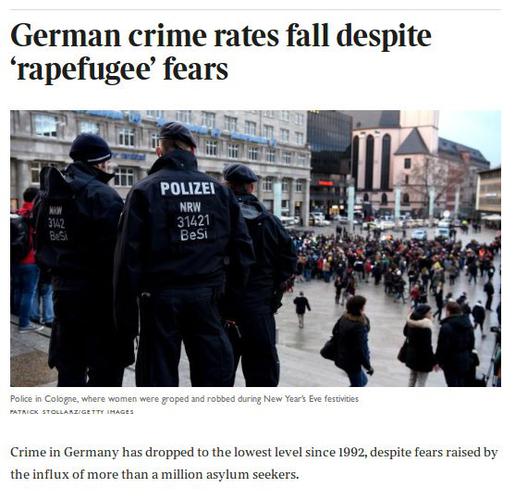 German crime rates fall despite
‘rapefugee’ fears
POLIZEI
NRW
31421
BeSi
NRW
3142
BeSi
Police in Cologne, where women were groped and robbed during New Year's Eve festivities
PATRICK STOLLARZ/GETTY IMAGES
Crime in Germany has dropped to the lowest level since 1992, despite fears raised by
the influx of more than a million asylum seekers.